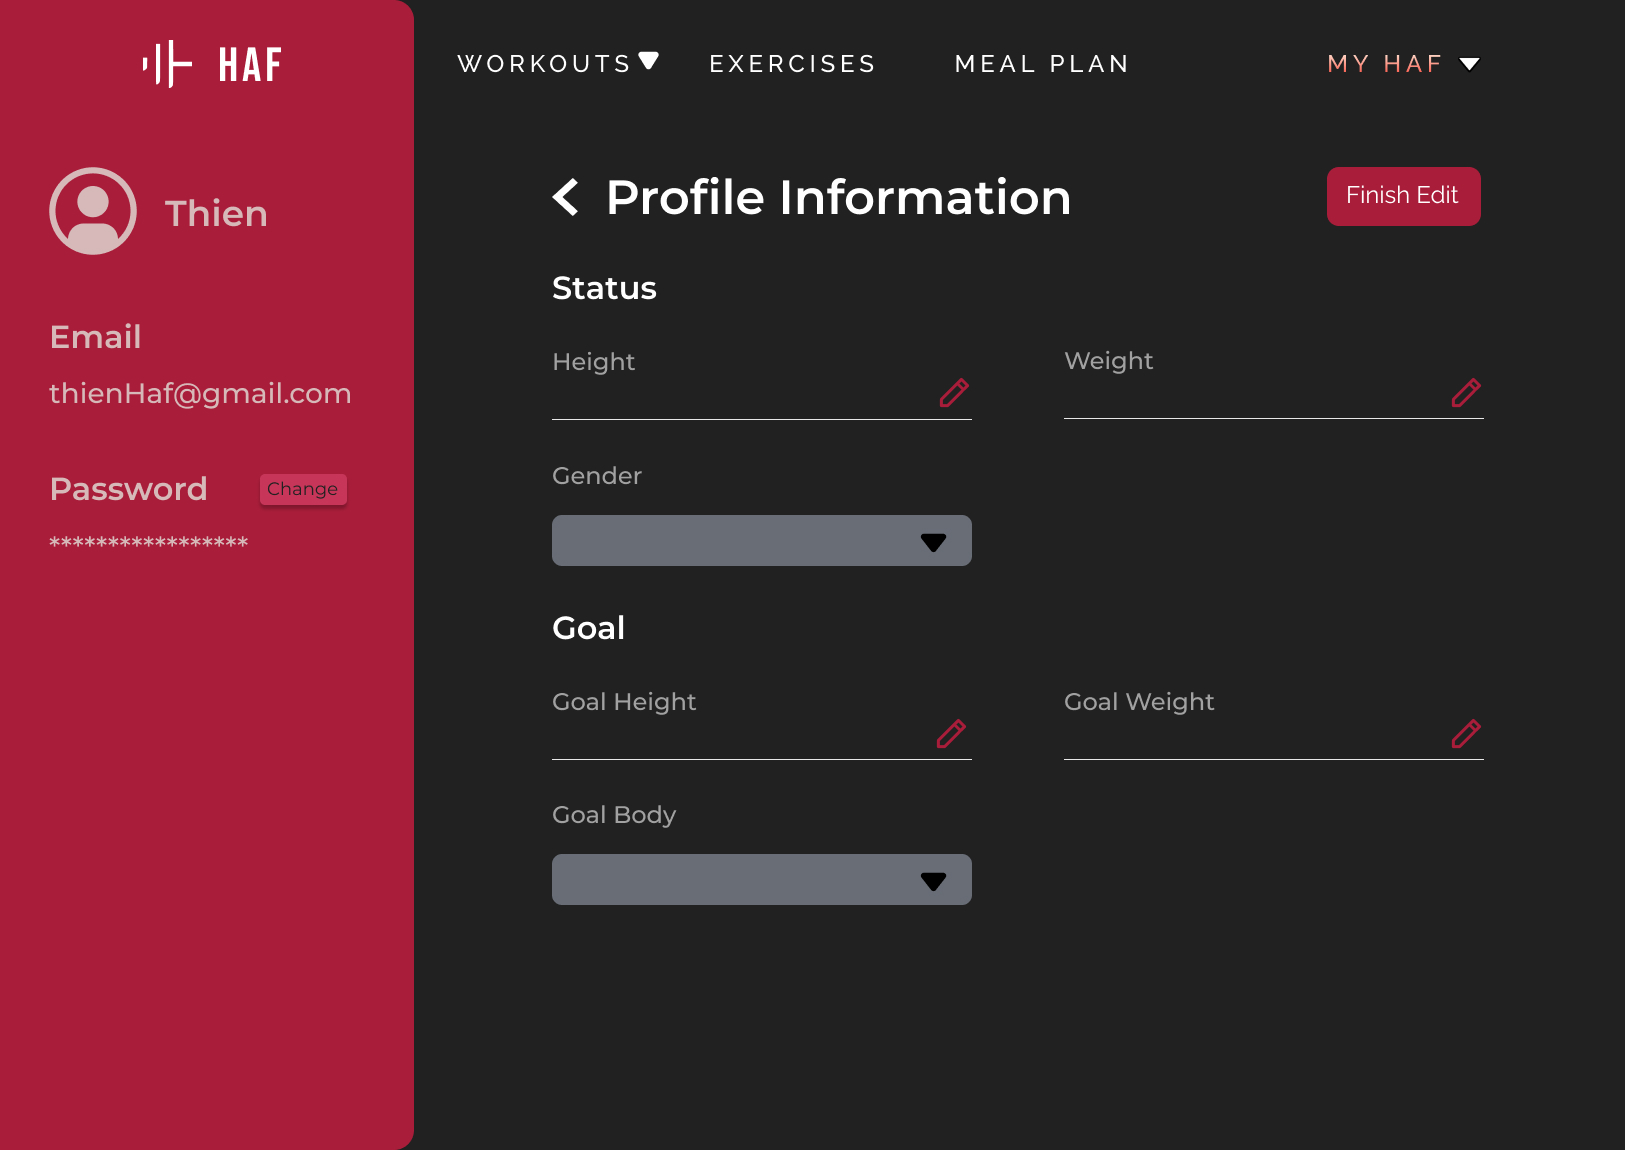 HAF
WORKOUTS
EXERCISES
MEAL PLAN
MY HAF
Thien
Email
thienHaf@gmail.com
Password
Change
*****************
Profile Information
Finish Edit
Status
Height
Weight
Gender
Goal
Goal Height
Goal Weight
Goal Body